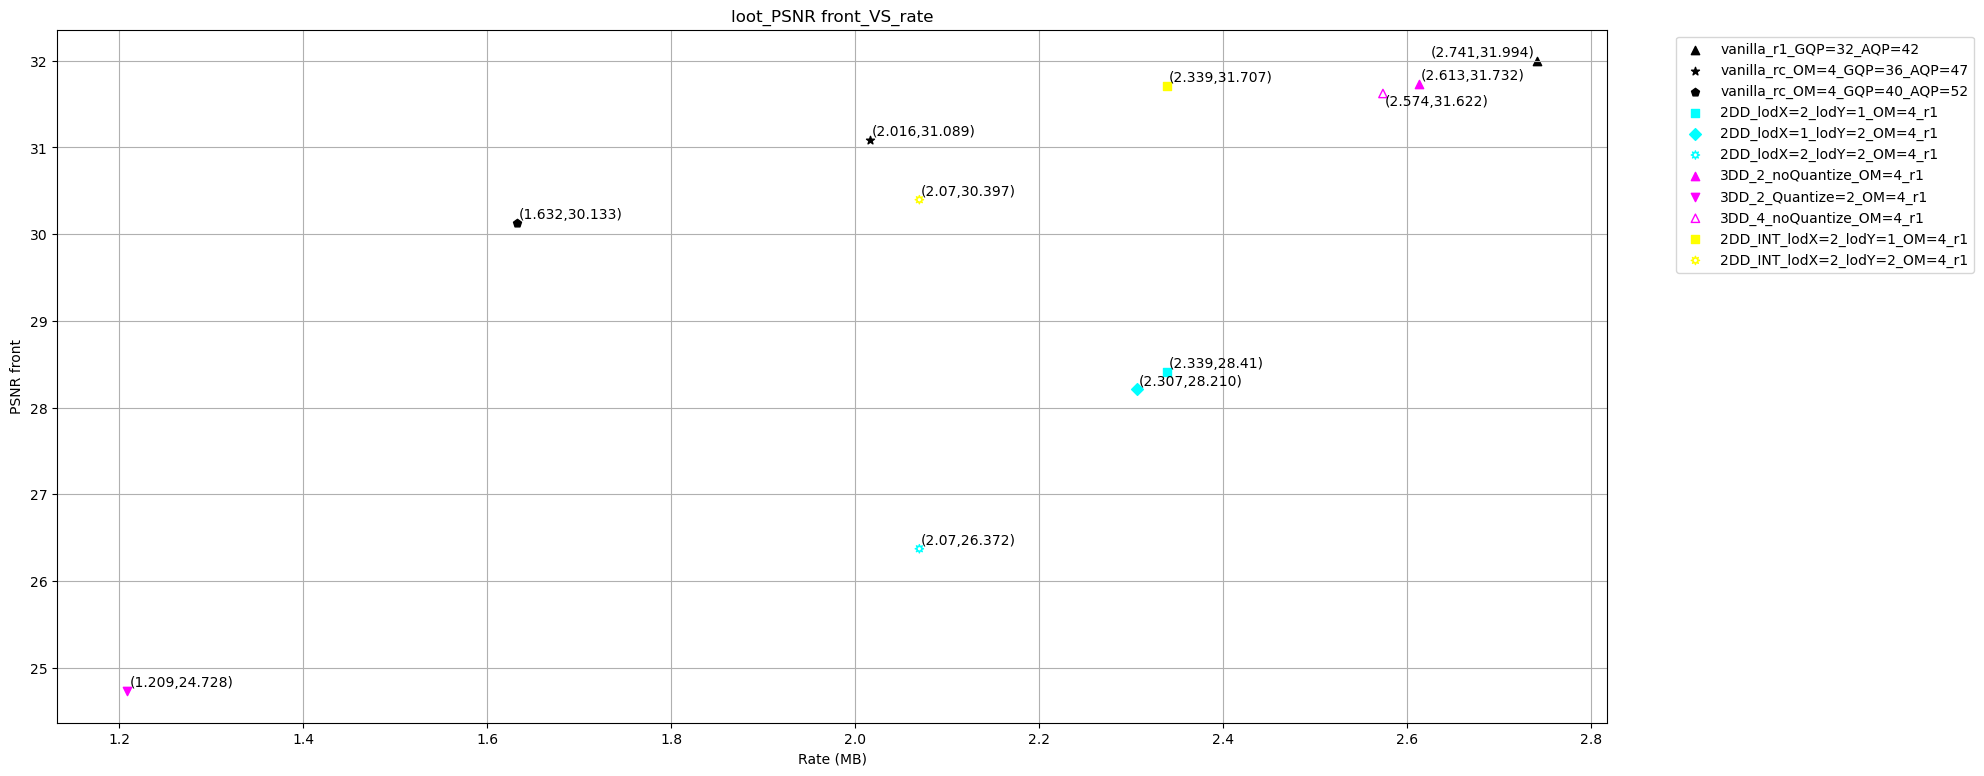 loot_PSNR front_VS_rate
PSNR front
32
31
30
29
28
27
26
25
(2.741,31.994)
(2.613,31.732)
(2.339,31.707)
(2.574,31.622)
(2.016,31.089)
(2.07,30.397)
(1.632,30.133)
(2.339,28.41)
(2.307,28.210)
(2.07,26.372)
(1.209,24.728)
1.2 1.4 1.6 1.8 2.0 2.2 2.4 2.6 2.8
Rate (MB)
vanilla_r1_GQP=32_AQP=42
vanilla_rc_OM=4_GQP=36_AQP=47
vanilla_rc_OM=4_GQP=40_AQP=52
2DD_lodX=2_lodY=1_OM=4_r1
2DD_lodX=1_lodY=2_OM=4_r1
2DD_lodX=2_lodY=2_OM=4_r1
3DD_2_noQuantize_OM=4_r1
3DD_2_Quantize=2_OM=4_r1
3DD_4_noQuantize_OM=4_r1
2DD_INT_lodX=2_lodY=1_OM=4_r1
2DD_INT_lodX=2_lodY=2_OM=4_r1